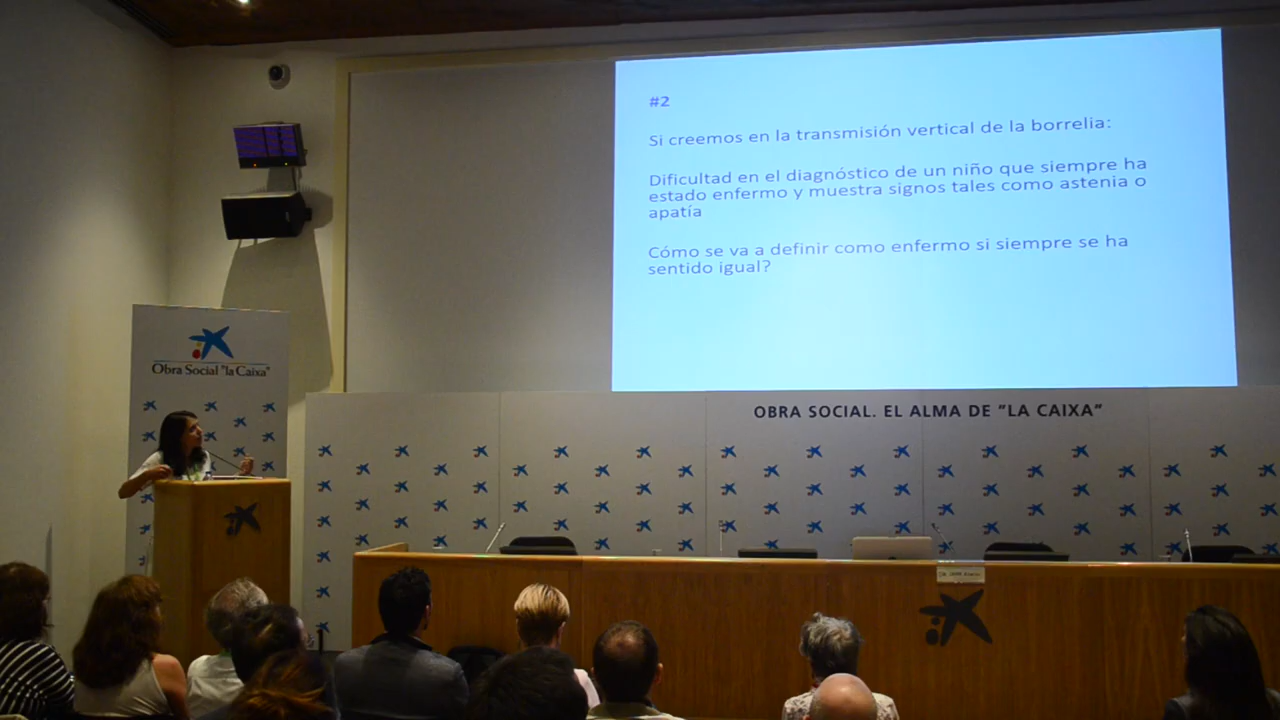 #2
Si creemos en la transmisión vertical de la borrelia:
Dificultad en el diagnóstico de un niño que siempre ha
estado enfermo y muestra signos tales como astenia o
apatía
Cómo se va a definir como enfermo si siempre se ha
sentido igual?
Obra Social "la Caixa"
OBRA SOCIAL. EL ALMA DE "LA CAIXA"